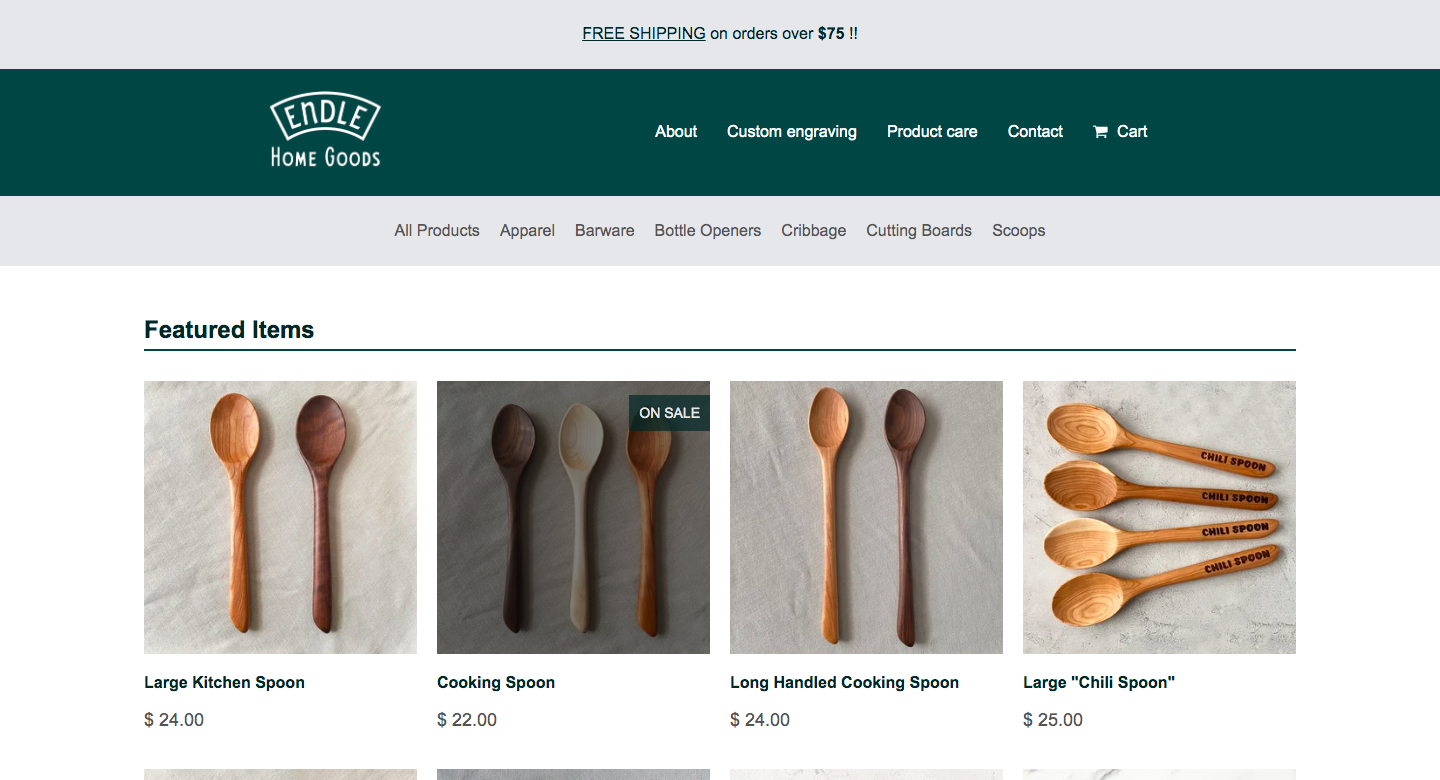 FREE SHIPPING on orders over $75 !!
ENDLE
HOME GOODS
About Custom engraving Product care Contact Cart
All Products Apparel Barware Bottle Openers Cribbage Cutting Boards Scoops
Featured Items
ON SALE
CHILI SPOON
CHILI SPOON
CHILI SPOON
CHILI SPOON
Large Kitchen Spoon
$ 24.00
Cooking Spoon
$ 22.00
Long Handled Cooking Spoon
$ 24.00
Large "Chili Spoon"
$ 25.00